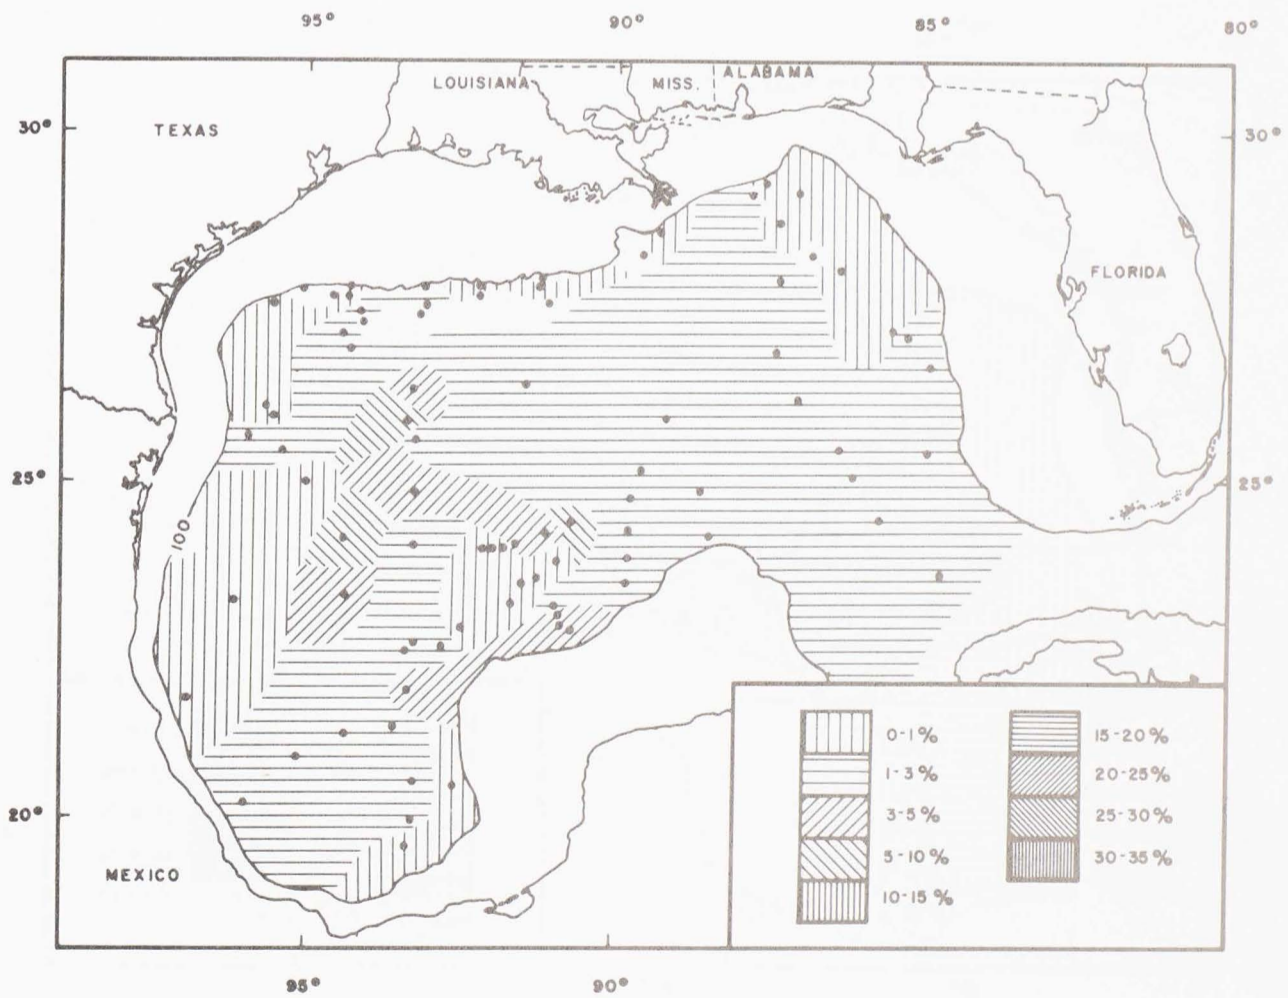 95° 90° 85° 80°
LOUISIANA MISS. ALABAMA
30° TEXAS 30°
FLORIDA
25° 25°
100
0-1%
1-3%
3-5%
5-10%
10-15%
15-20%
20-25%
25-30%
30-35%
20°
MEXICO
95° 90°